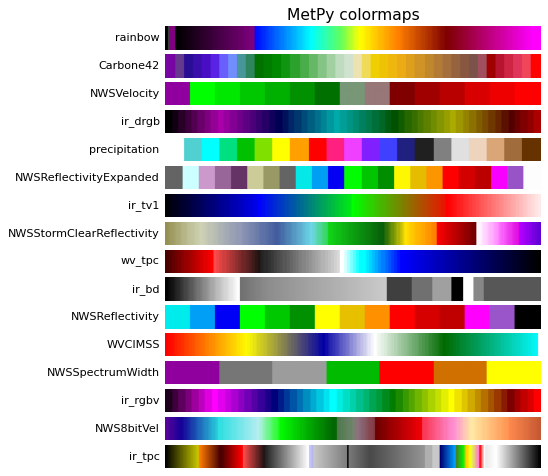 MetPy colormaps
rainbow
Carbone42
NWSVelocity
ir_drgb
precipitation
NWSReflectivityExpanded
ir_tv1
NWSStormClearReflectivity
wv_tpc
ir_bd
NWSReflectivity
WVCIMSS
NWSSpectrumWidth
ir_rgbv
NWS8bitVel
ir_tpc